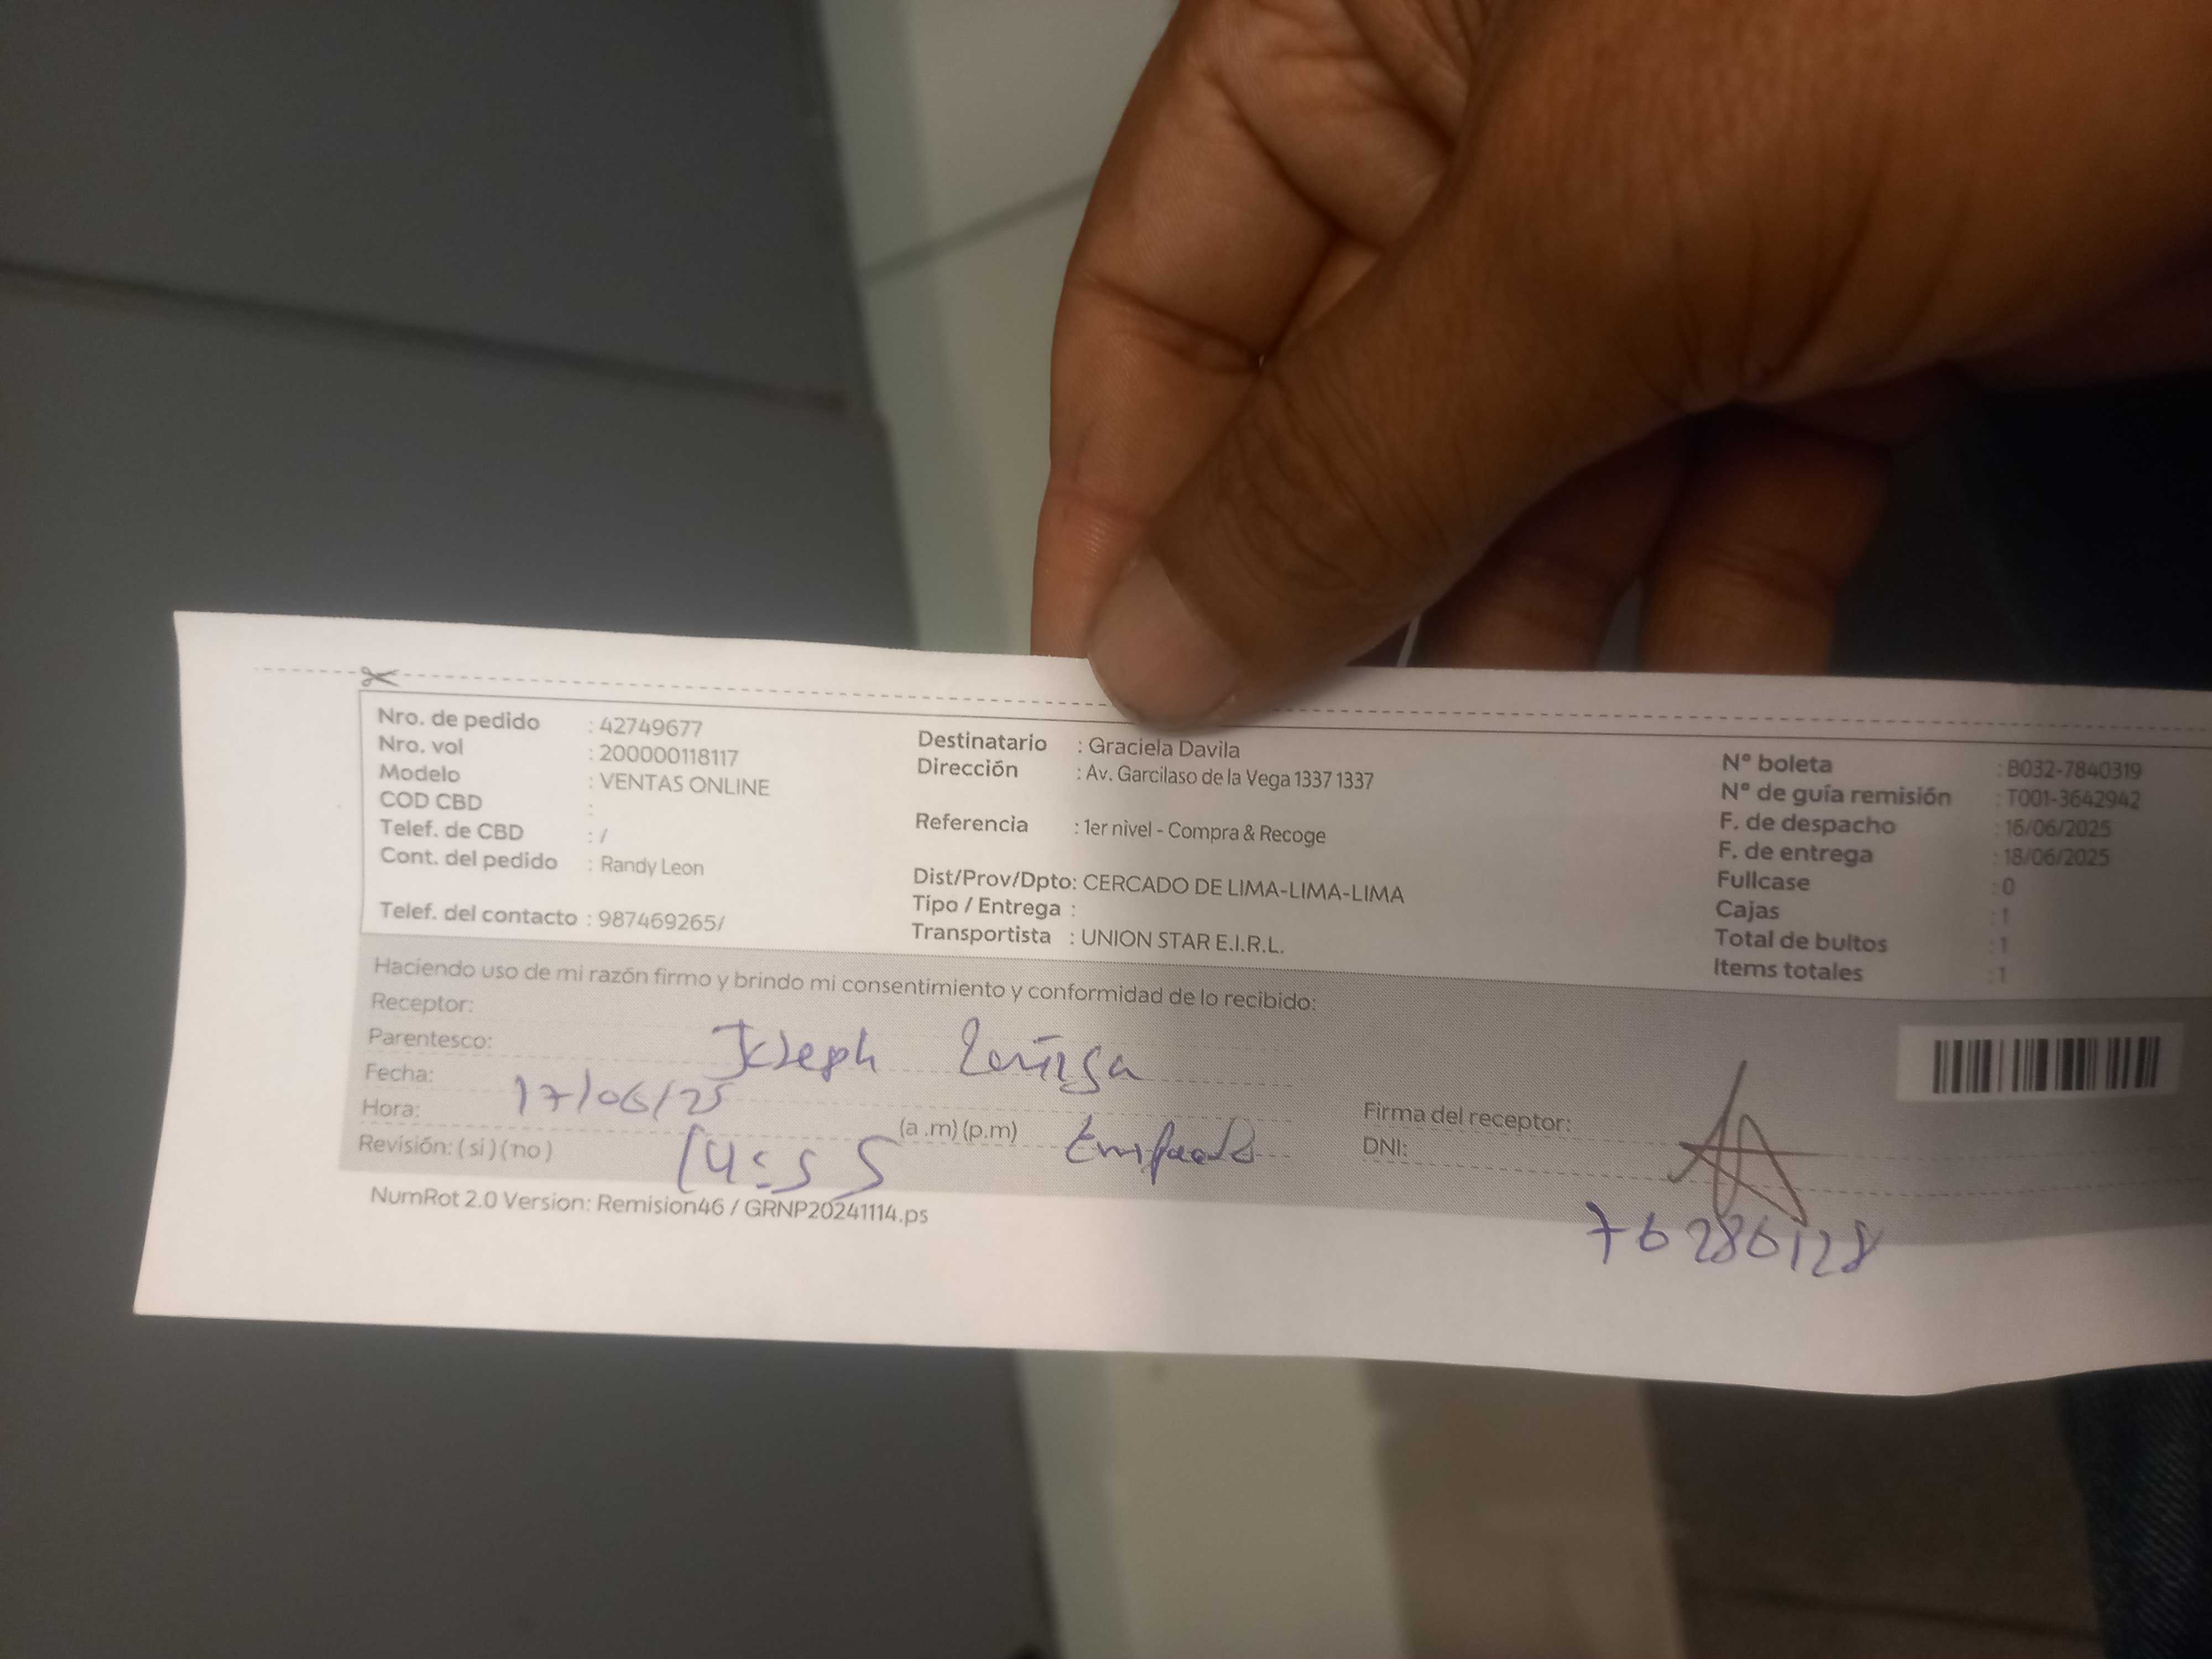 Nro. de pedido : 42749677
Nro. vol : 200000118117
Modelo : VENTAS ONLINE
COD CBD :
Telef. de CBD : /
Cont. del pedido : Randy Leon
Telef. del contacto : 987469265/
Destinatario : Graciela Davila
Dirección : Av. Garcilaso de la Vega 1337 1337
Referencia : 1er nivel - Compra & Recoge
Dist/Prov/Dpto: CERCADO DE LIMA-LIMA-LIMA
Tipo / Entrega :
Transportista : UNION STAR E.I.R.L.
N° boleta : B032-7840319
N° de guía remisión : T001-3642942
F. de despacho : 16/06/2025
F. de entrega : 18/06/2025
Fullcase : 0
Cajas : 1
Total de bultos : 1
Items totales : 1
Haciendo uso de mi razón firmo y brindo mi consentimiento y conformidad de lo recibido:
Receptor:
Parentesco: Joseph
Fecha: 17/06/25
Hora: (a .m) (p.m)
Revisión: ( si ) ( no ) 14:55
Firma del receptor:
DNI:
76286128
NumRot 2.0 Version: Remision46 / GRNP20241114.ps